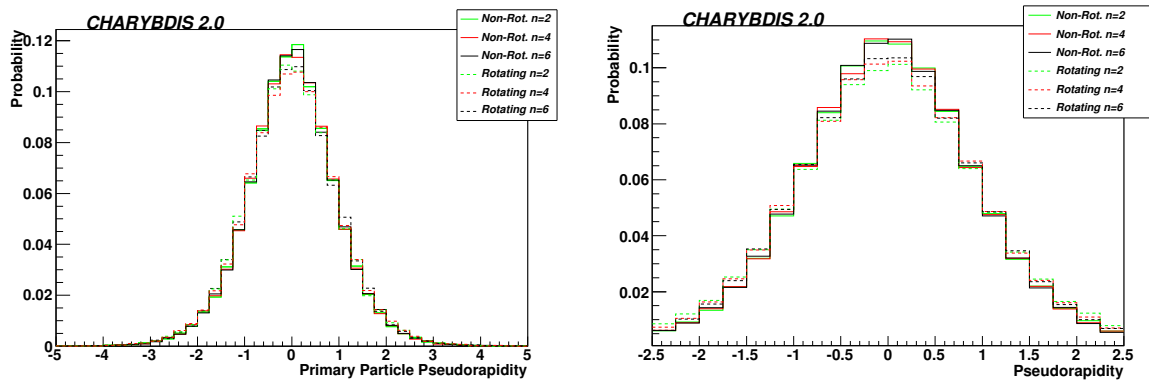 CHARYBDIS 2.0
Probability
0.12
0.1
0.08
0.06
0.04
0.02
0
-5 -4 -3 -2 -1 0 1 2 3 4 5
Primary Particle Pseudorapidity
Non-Rot. n=2
Non-Rot. n=4
Non-Rot. n=6
Rotating n=2
Rotating n=4
Rotating n=6
CHARYBDIS 2.0
Probability
0.1
0.08
0.06
0.04
0.02
-2.5 -2 -1.5 -1 -0.5 0 0.5 1 1.5 2 2.5
Pseudorapidity
Non-Rot. n=2
Non-Rot. n=4
Non-Rot. n=6
Rotating n=2
Rotating n=4
Rotating n=6